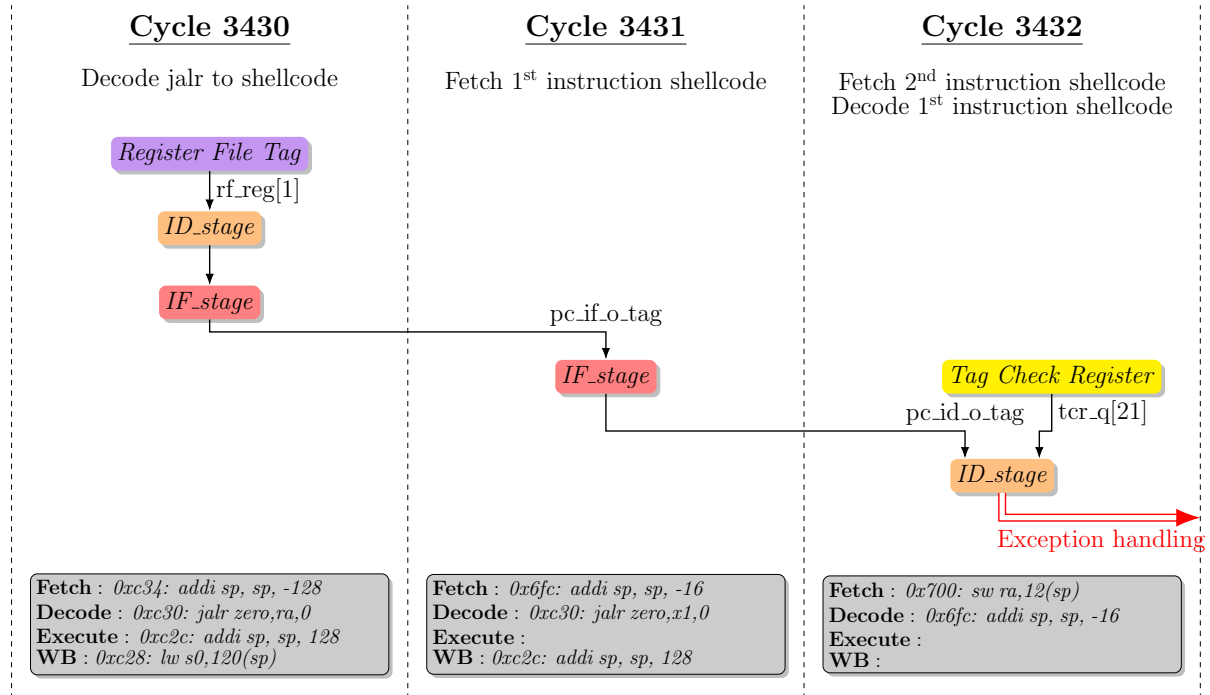 Cycle 3430
Decode jalr to shellcode
Register File Tag
rf_reg[1]
ID_stage
IF_stage
Fetch : 0xc34: addi sp, sp, -128
Decode : 0xc30: jalr zero,ra,0
Execute : 0xc2c: addi sp, sp, 128
WB : 0xc28: lw s0,120(sp)
Cycle 3431
Fetch 1st instruction shellcode
pc_if_o_tag
IF_stage
Fetch : 0x6fc: addi sp, sp, -16
Decode : 0xc30: jalr zero,x1,0
Execute :
WB : 0xc2c: addi sp, sp, 128
Cycle 3432
Fetch 2nd instruction shellcode
Decode 1st instruction shellcode
Tag Check Register
pc_id_o_tag
tcr_q[21]
ID_stage
Exception handling
Fetch : 0x700: sw ra,12(sp)
Decode : 0x6fc: addi sp, sp, -16
Execute :
WB :